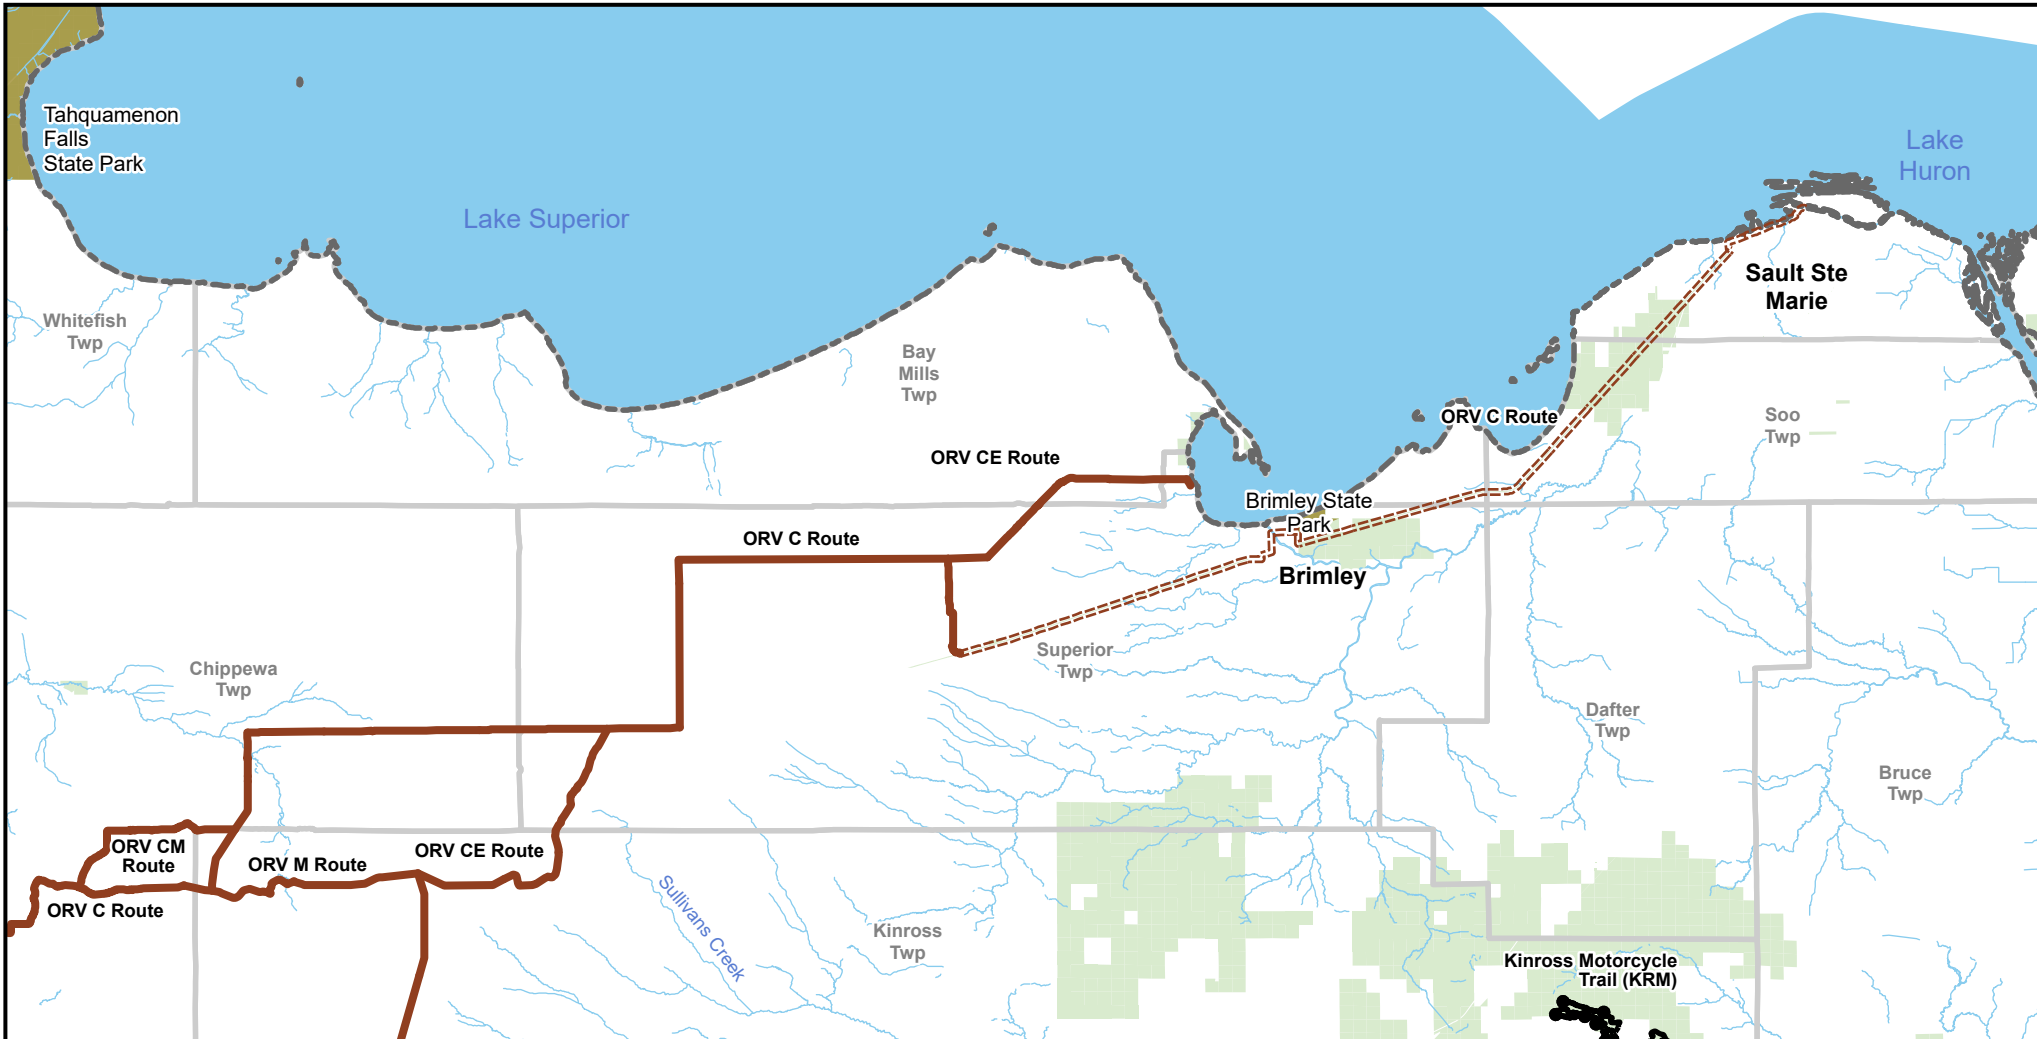 Tahquamenon
Falls
State Park
Lake
Huron
Lake Superior
Sault Ste
Marie
Whitefish
Twp
Bay
Mills
Twp
ORV C Route
Soo
Twp
ORV CE Route
Brimley State
Park
ORV C Route
Brimley
Superior
Twp
Chippewa
Twp
Dafter
Twp
Bruce
Twp
ORV CM
Route
ORV M Route
ORV CE Route
ORV C Route
Sullivans Creek
Kinross
Twp
Kinross Motorcycle
Trail (KRM)